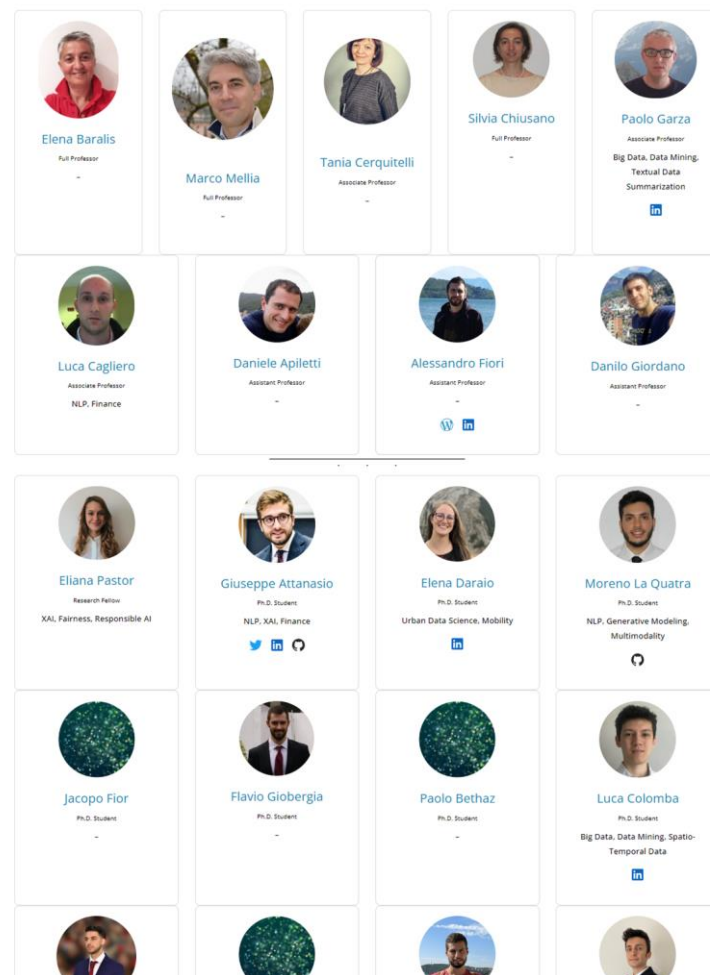 Elena Baralis
Full Professor
-
Marco Mellia
Full Professor
-
Tania Cerquitelli
Associate Professor
-
Silvia Chiusano
Full Professor
-
Paolo Garza
Associate Professor
Big Data, Data Mining,
Textual Data
Summarization
in
Luca Cagliero
Associate Professor
NLP, Finance
Daniele Apiletti
Assistant Professor
-
Alessandro Fiori
Assistant Professor
-
W in
Danilo Giordano
Assistant Professor
-
Eliana Pastor
Research Fellow
XAI, Fairness, Responsible AI
Giuseppe Attanasio
Ph.D. Student
NLP, XAI, Finance
in
Elena Daraio
Ph.D. Student
Urban Data Science, Mobility
in
Moreno La Quatra
Ph.D. Student
NLP, Generative Modeling,
Multimodality
Jacopo Fior
Ph.D. Student
-
Flavio Giobergia
Ph.D. Student
-
Paolo Bethaz
Ph.D. Student
-
Luca Colomba
Ph.D. Student
Big Data, Data Mining, Spatio-
Temporal Data
in